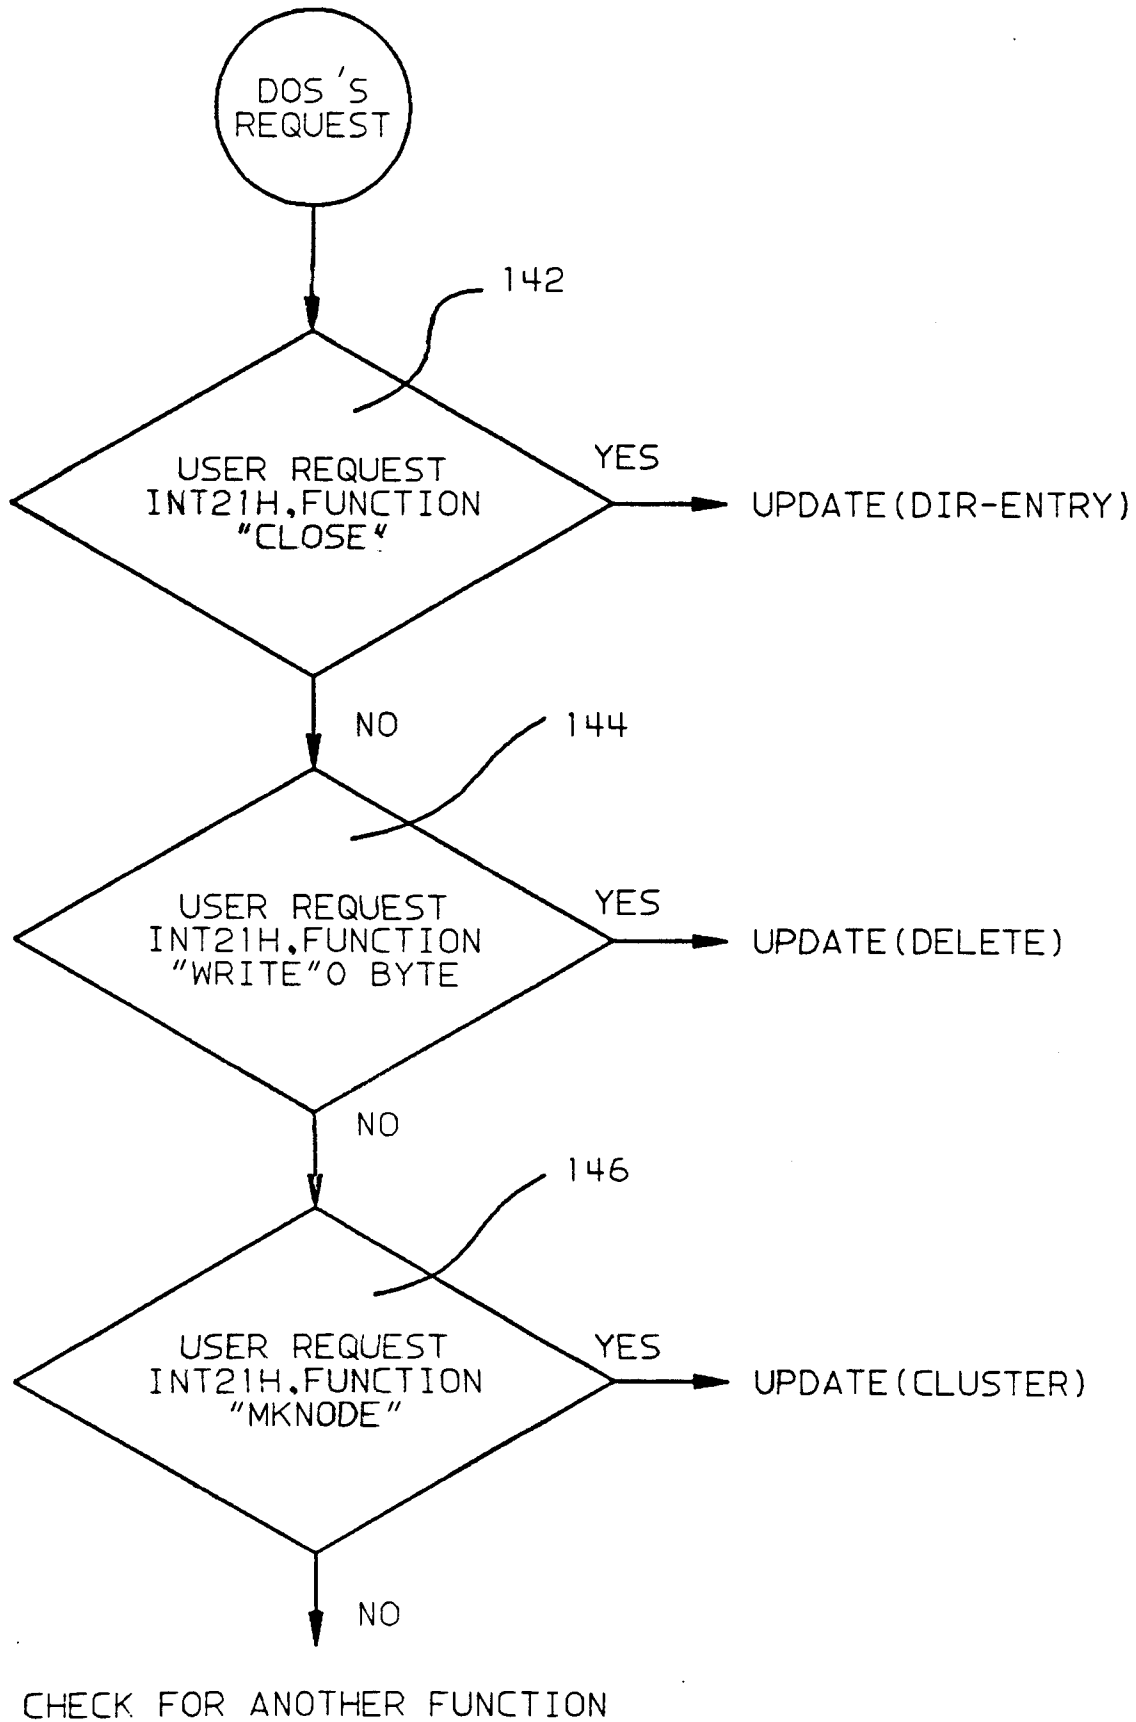 DOS'S
REQUEST
142
USER REQUEST
INT21H.FUNCTION
"CLOSE"
YES
UPDATE(DIR-ENTRY)
NO
144
USER REQUEST
INT21H.FUNCTION
"WRITE"0 BYTE
YES
UPDATE(DELETE)
NO
146
USER REQUEST
INT21H.FUNCTION
"MKNODE"
YES
UPDATE(CLUSTER)
NO
CHECK FOR ANOTHER FUNCTION